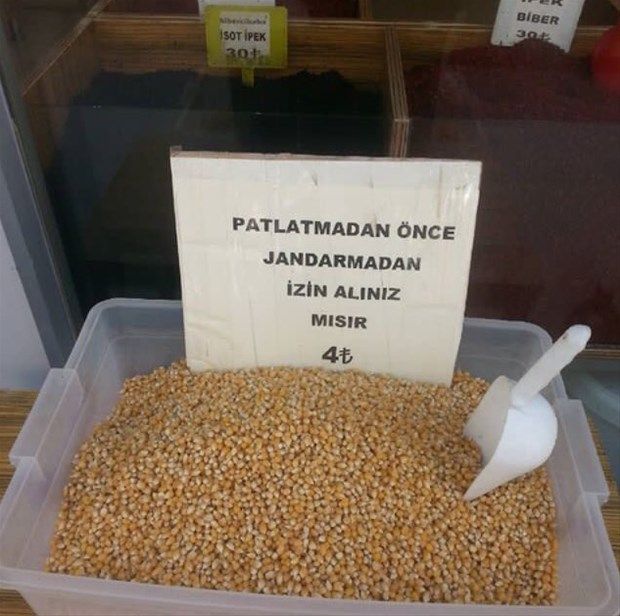 İSOT İPEK
30₺
BİBER
30₺
PATLATMADAN ÖNCE
JANDARMADAN
İZİN ALINIZ
MISIR
4₺